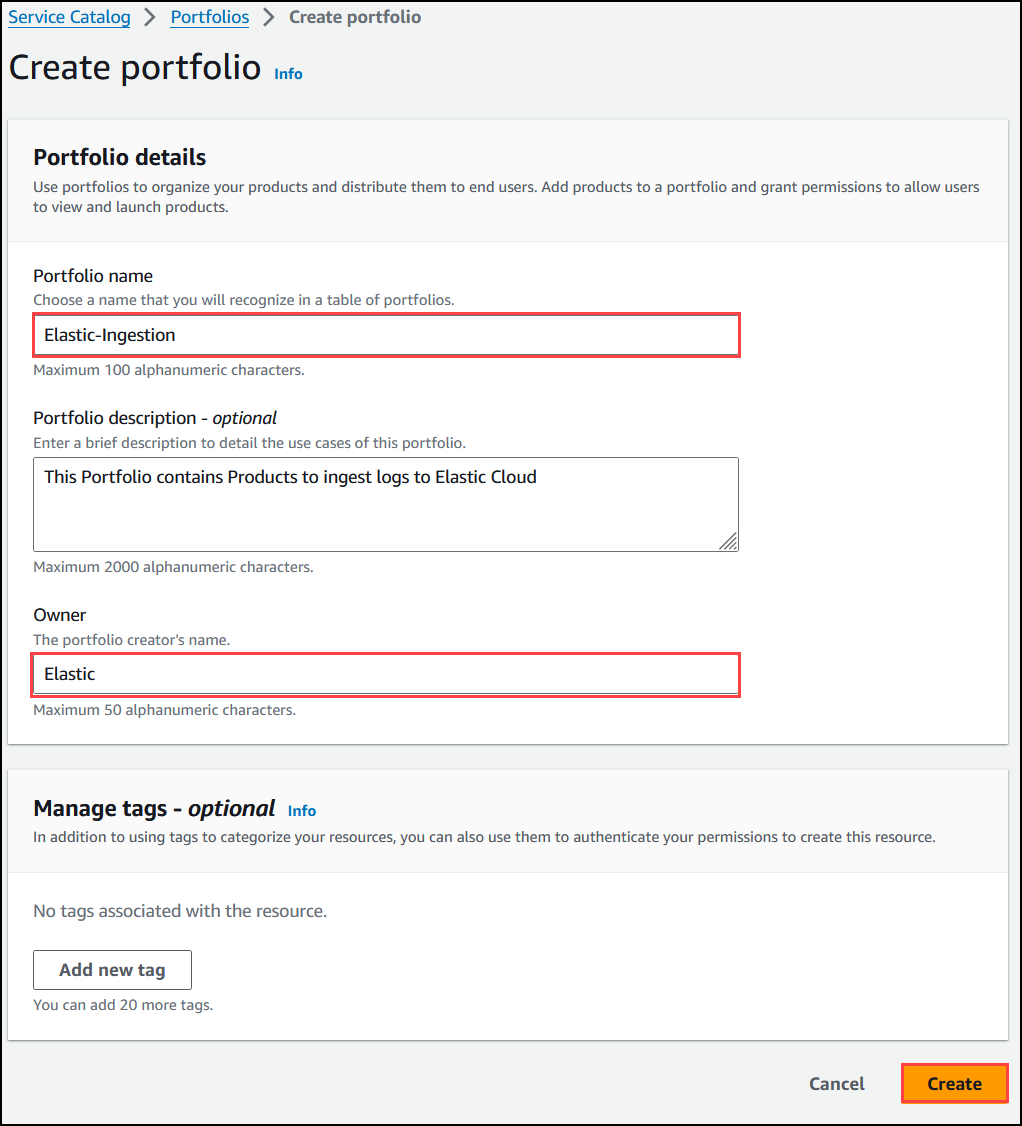 Service Catalog > Portfolios > Create portfolio
Create portfolio Info
Portfolio details
Use portfolios to organize your products and distribute them to end users. Add products to a portfolio and grant permissions to allow users
to view and launch products.
Portfolio name
Choose a name that you will recognize in a table of portfolios.
Elastic-Ingestion
Maximum 100 alphanumeric characters.
Portfolio description - optional
Enter a brief description to detail the use cases of this portfolio.
This Portfolio contains Products to ingest logs to Elastic Cloud
Maximum 2000 alphanumeric characters.
Owner
The portfolio creator's name.
Elastic
Maximum 50 alphanumeric characters.
Manage tags - optional Info
In addition to using tags to categorize your resources, you can also use them to authenticate your permissions to create this resource.
No tags associated with the resource.
Add new tag
You can add 20 more tags.
Cancel Create